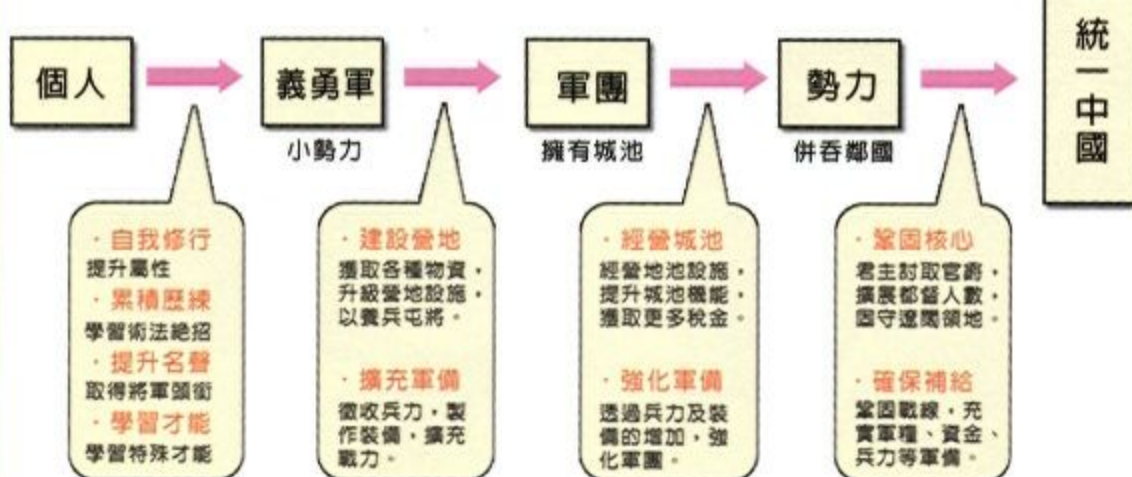 個人
義勇軍
小勢力
軍團
擁有城池
勢力
併吞鄰國
統一中國
·自我修行
提升屬性
·累積歷練
學習術法絕招
·提升名聲
取得將軍頭銜
·學習才能
學習特殊才能
·建設營地
獲取各種物資，
升級營地設施，
以養兵屯將。
·擴充軍備
徵收兵力，製
作裝備，擴充
戰力。
·經營城池
經營地池設施，
提升城池機能，
獲取更多稅金。
·強化軍備
透過兵力及裝
備的增加，強
化軍團。
·鞏固核心
君主討取官爵，
擴展都督人數，
固守遼闊領地。
·確保補給
鞏固戰線，充
實軍糧、資金、
兵力等軍備。